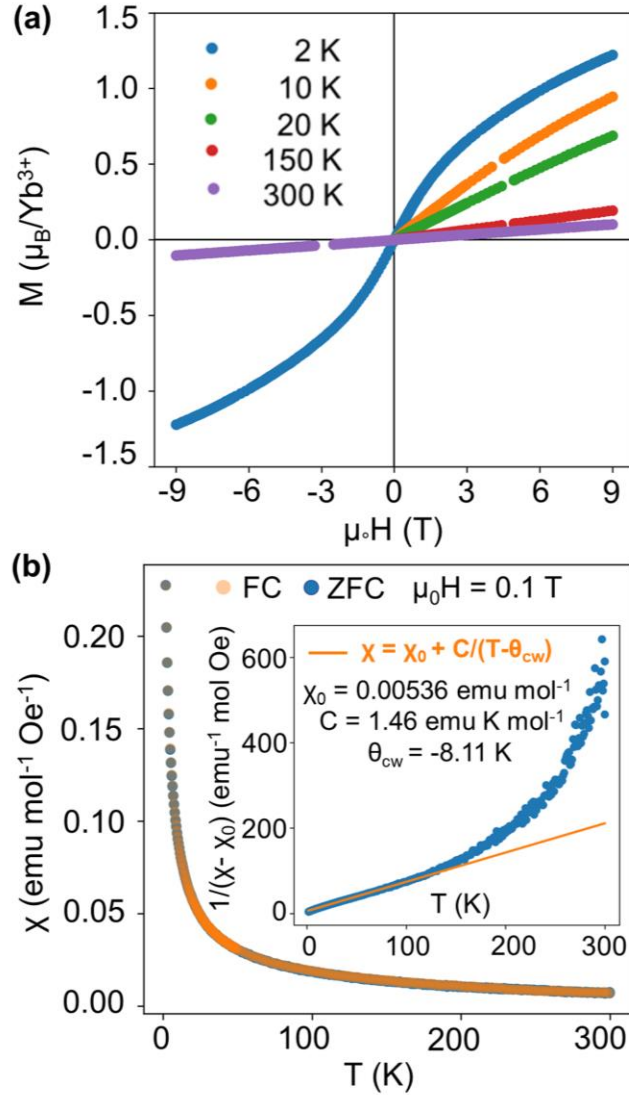 (a)
1.5
1.0
0.5
0.0
-0.5
-1.0
-1.5
M (μB/Yb³⁺)
2 K
10 K
20 K
150 K
300 K
-9 -6 -3 0 3 6 9
μ∘H (T)
(b)
FC ZFC μ₀H = 0.1 T
0.20
0.15
0.10
0.05
0.00
χ (emu mol⁻¹ Oe⁻¹)
600
400
200
0
1/(χ- χ₀) (emu⁻¹ mol Oe)
χ = χ₀ + C/(T-θcw)
χ₀ = 0.00536 emu mol⁻¹
C = 1.46 emu K mol⁻¹
θcw = -8.11 K
T (K)
0 100 200 300
0 100 200 300
T (K)